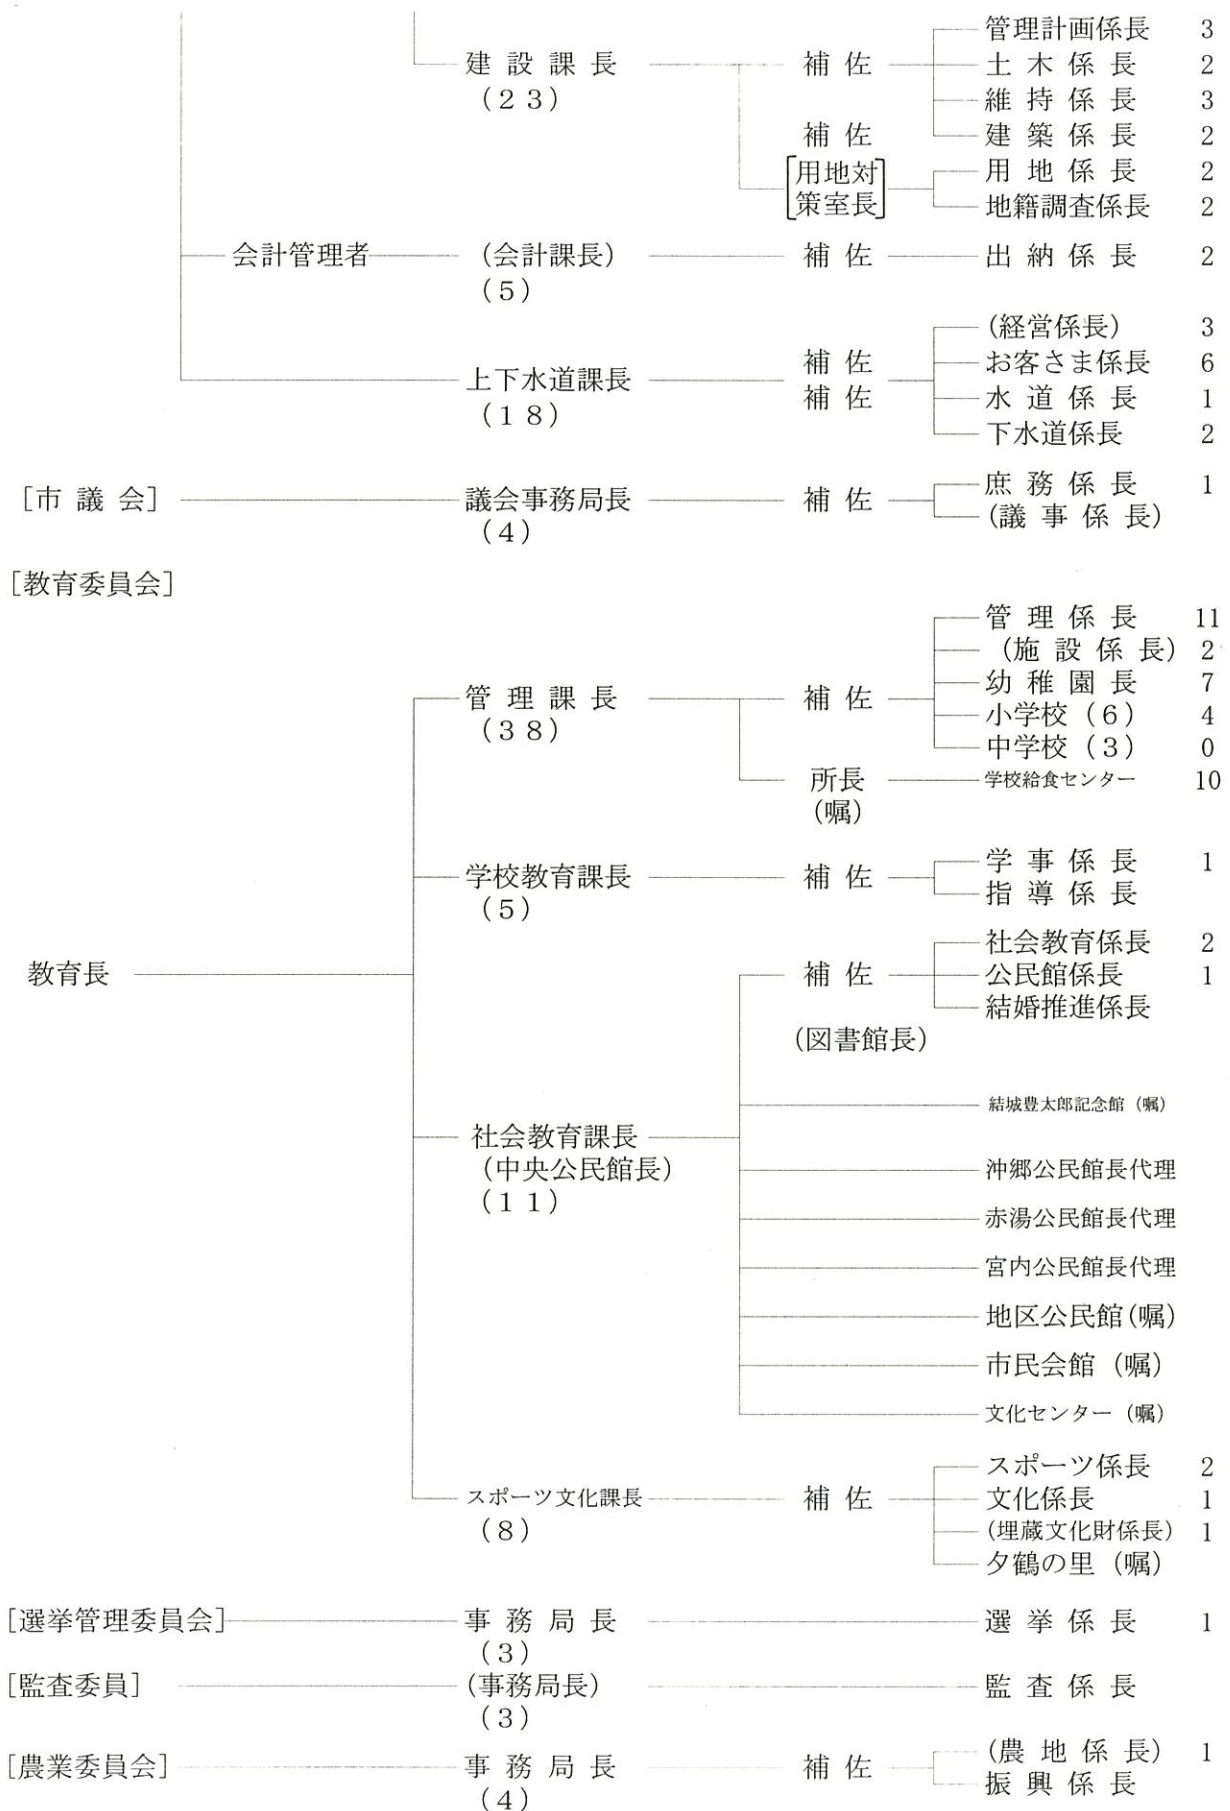 管理計画係長 3
建設課長 補佐 土木係長 2
(23) 維持係長 3
補佐 建築係長 2
[用地対策室長] 用地係長 2
地籍調査係長 2
会計管理者 (会計課長) 補佐 出納係長 2
(5)
(経営係長) 3
補佐 お客さま係長 6
上下水道課長 補佐 水道係長 1
(18) 下水道係長 2
[市議会] 議会事務局長 補佐 庶務係長 1
(4) (議事係長)
[教育委員会]
管理係長 11
(施設係長) 2
管理課長 補佐 幼稚園長 7
(38) 小学校(6) 4
中学校(3) 0
所長 学校給食センター 10
(嘱)
学校教育課長 補佐 学事係長 1
(5) 指導係長
社会教育係長 2
教育長 補佐 公民館係長 1
結婚推進係長
(図書館長)
結城豊太郎記念館(嘱)
社会教育課長
(中央公民館長) 沖郷公民館長代理
(11)
赤湯公民館長代理
宮内公民館長代理
地区公民館(嘱)
市民会館(嘱)
文化センター(嘱)
スポーツ係長 2
スポーツ文化課長 補佐 文化係長 1
(8) (埋蔵文化財係長) 1
夕鶴の里(嘱)
[選挙管理委員会] 事務局長 選挙係長 1
(3)
[監査委員] (事務局長) 監査係長
(3)
[農業委員会] 事務局長 補佐 (農地係長) 1
(4) 振興係長